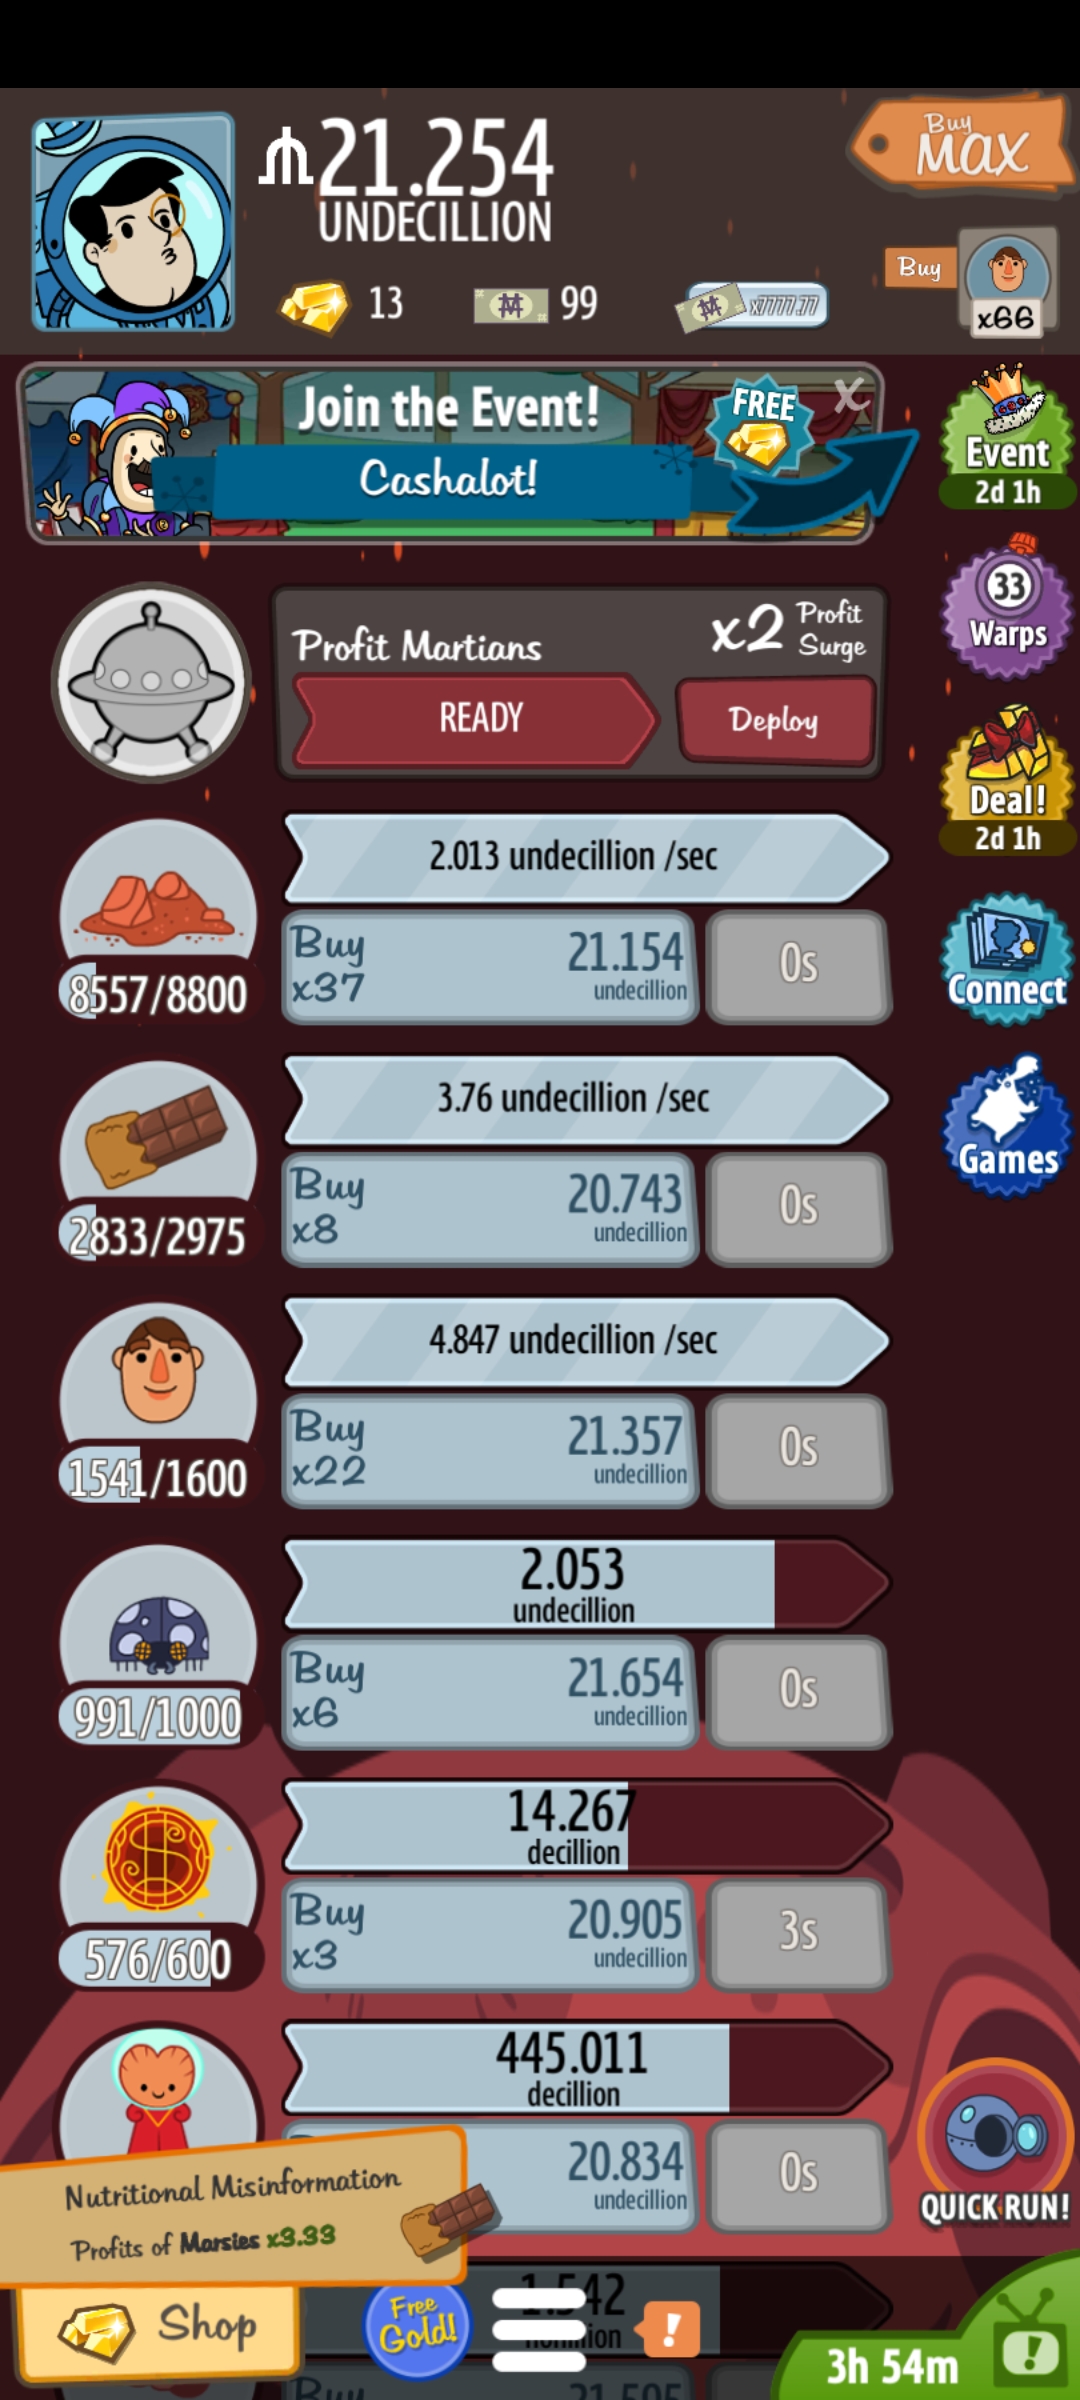 21.254
UNDECILLION
Buy
MAX
13
99
x7777.77
Buy
x66
Join the Event!
Cashalot!
FREE
X
Event
2d 1h
33
Warps
Deal!
2d 1h
Connect
Games
Profit Martians
x2 Profit
Surge
READY
Deploy
2.013 undecillion /sec
8557/8800
Buy
x37
21.154
undecillion
0s
3.76 undecillion /sec
2833/2975
Buy
x8
20.743
undecillion
0s
4.847 undecillion /sec
1541/1600
Buy
x22
21.357
undecillion
0s
2.053
undecillion
991/1000
Buy
x6
21.654
undecillion
0s
14.267
decillion
576/600
Buy
x3
20.905
undecillion
3s
445.011
decillion
20.834
undecillion
0s
QUICK RUN!
Nutritional Misinformation
Profits of Marsies x3.33
Shop
Free
Gold!
!
3h 54m
!
Buy